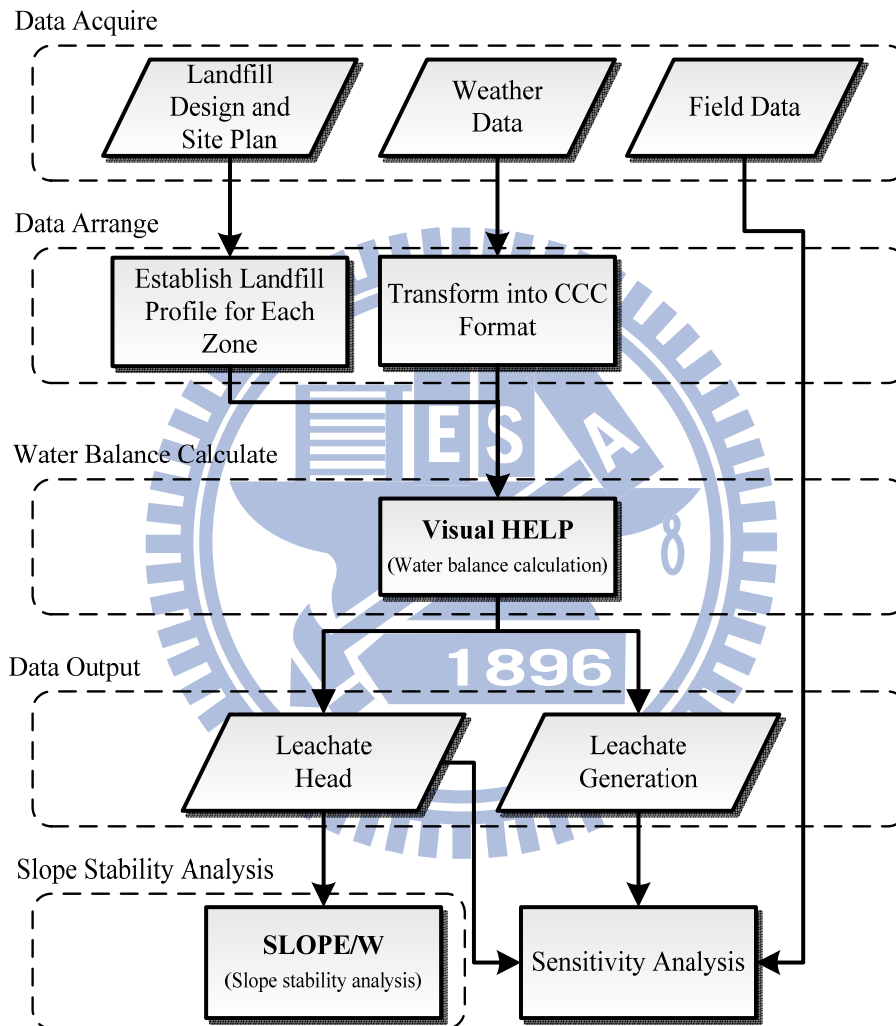 Data Acquire
Landfill
Design and
Site Plan
Weather
Data
Field Data
Data Arrange
Establish Landfill
Profile for Each
Zone
Transform into CCC
Format
E S A
Water Balance Calculate
Visual HELP
(Water balance calculation)
1896
Data Output
Leachate
Head
Leachate
Generation
Slope Stability Analysis
SLOPE/W
(Slope stability analysis)
Sensitivity Analysis